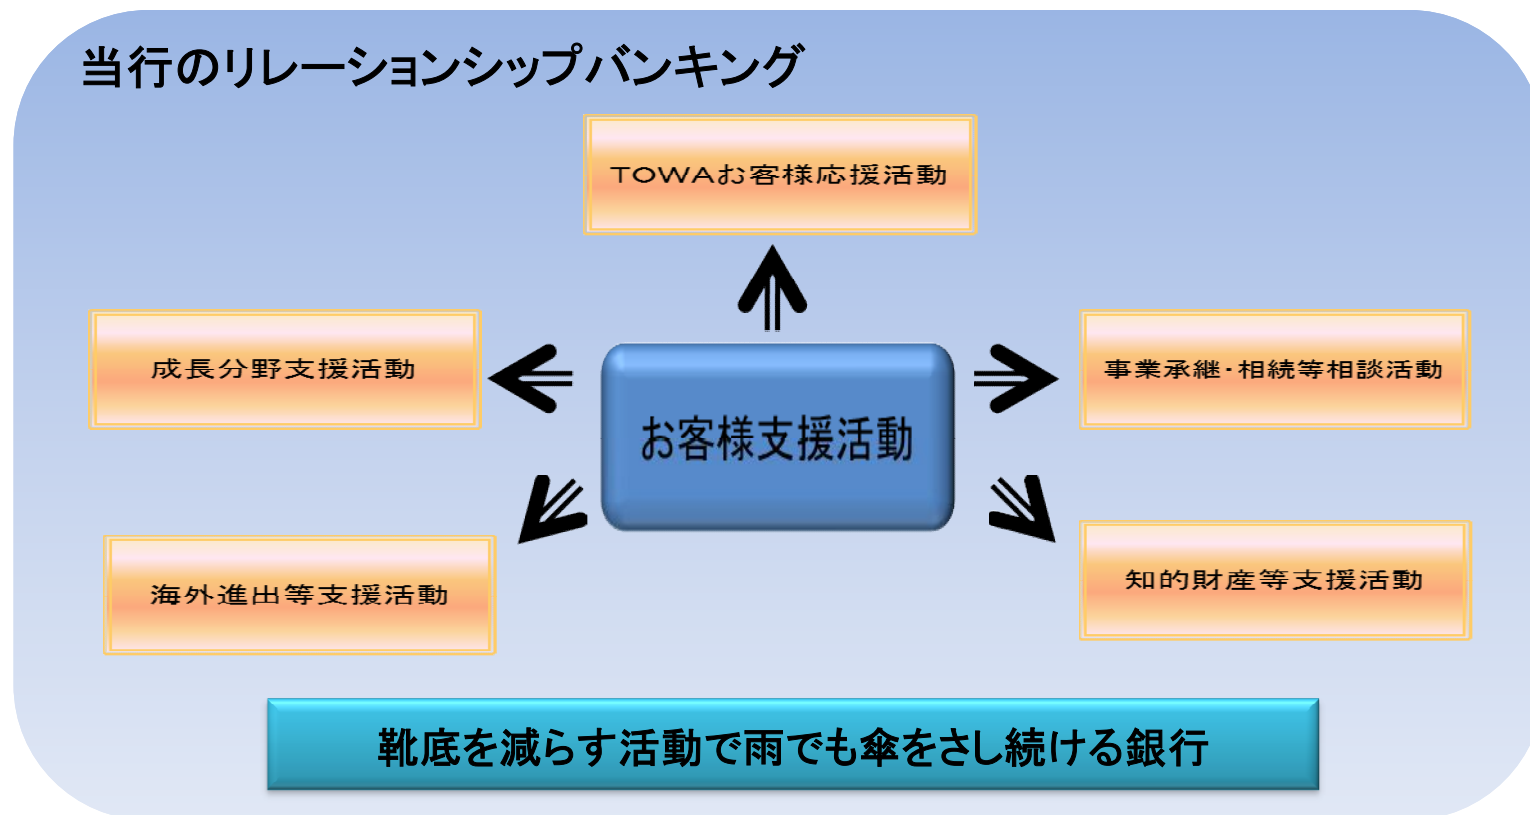 当行のリレーションシップバンキング
TOWAお客様応援活動
成長分野支援活動
事業承継・相続等相談活動
お客様支援活動
海外進出等支援活動
知的財産等支援活動
靴底を減らす活動で雨でも傘をさし続ける銀行